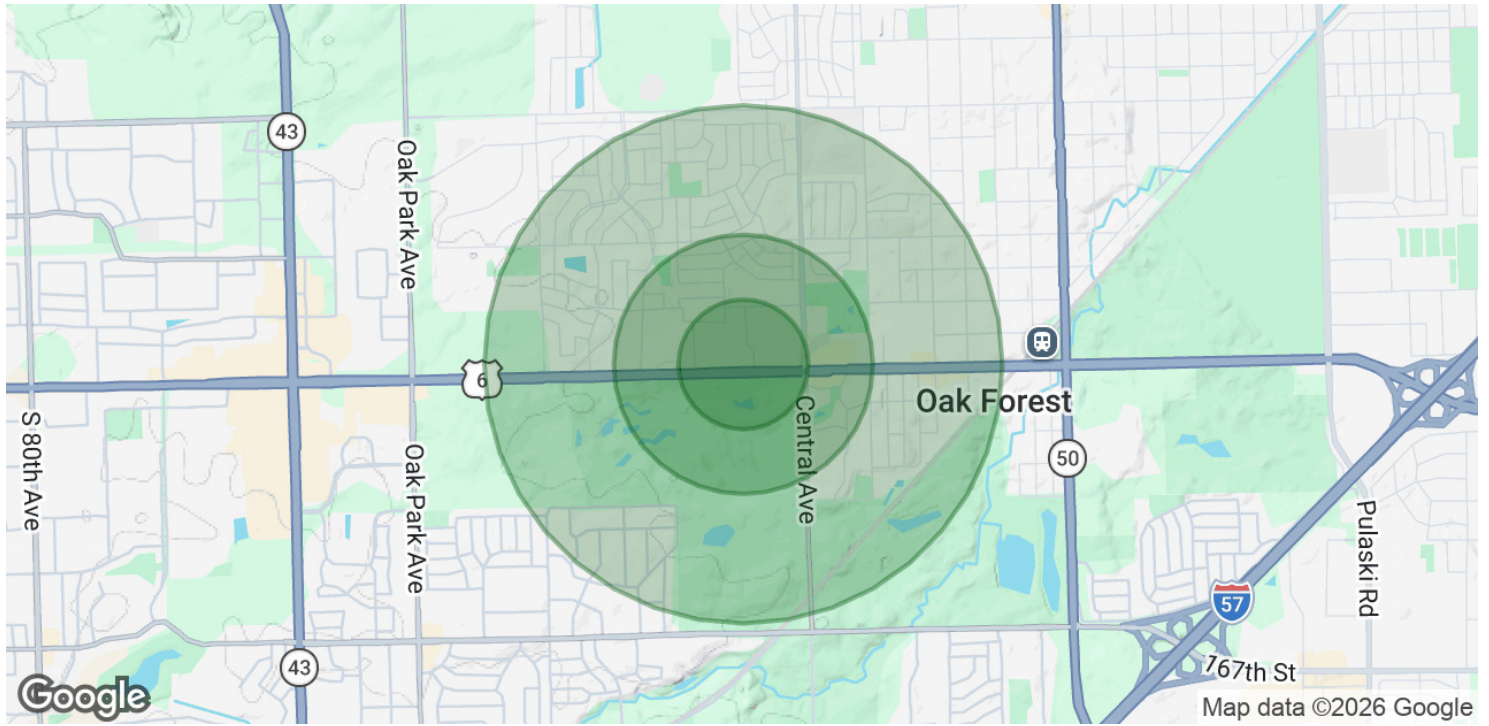 43
Oak Park Ave
6
Oak Forest
S 80th Ave
Central Ave
Oak Park Ave
50
Pulaski Rd
57
43
167th St
Google
Map data ©2026 Google